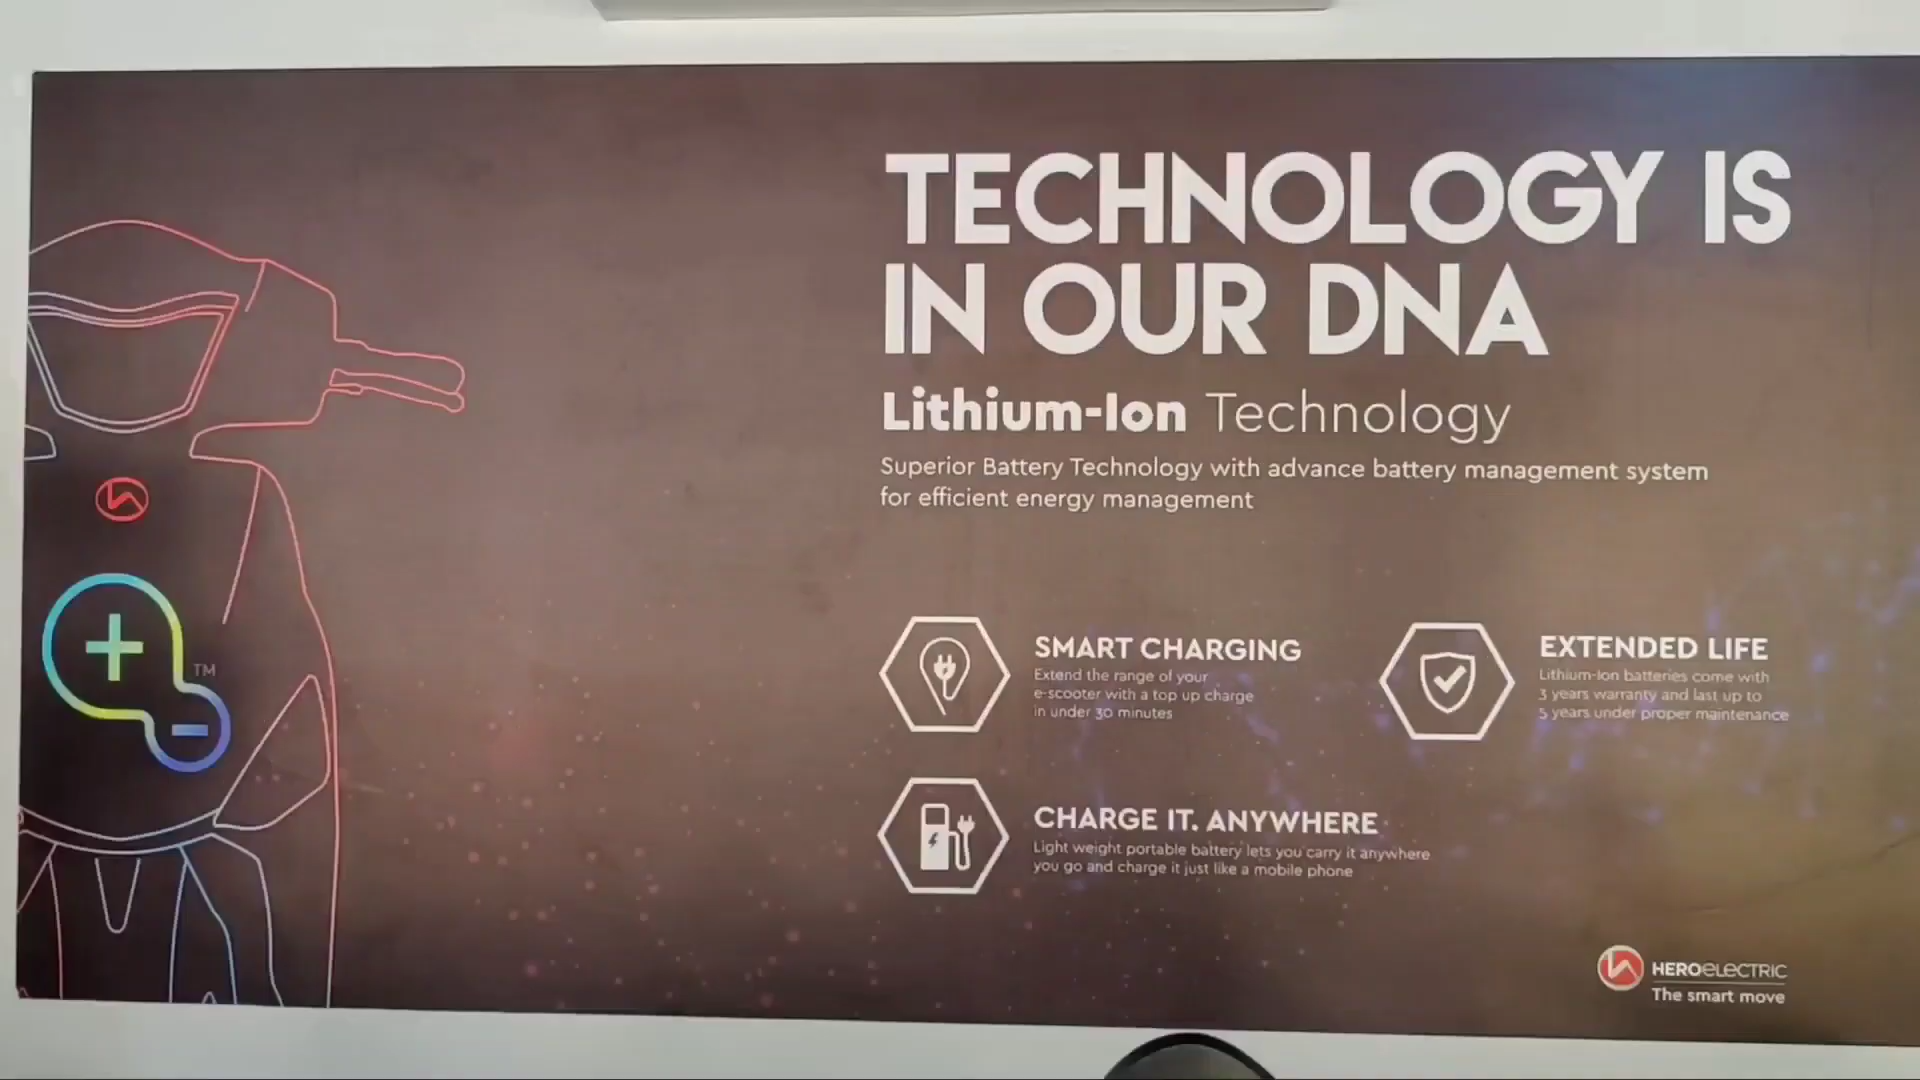 TECHNOLOGY IS
IN OUR DNA
Lithium-Ion Technology
Superior Battery Technology with advance battery management system
for efficient energy management
SMART CHARGING
Extend the range of your
e-scooter with a top up charge
in under 30 minutes
EXTENDED LIFE
Lithium-Ion batteries come with
3 years warranty and last up to
5 years under proper maintenance
CHARGE IT. ANYWHERE
Light weight portable battery lets you carry it anywhere
you go and charge it just like a mobile phone
TM
HERO ELECTRIC
The smart move